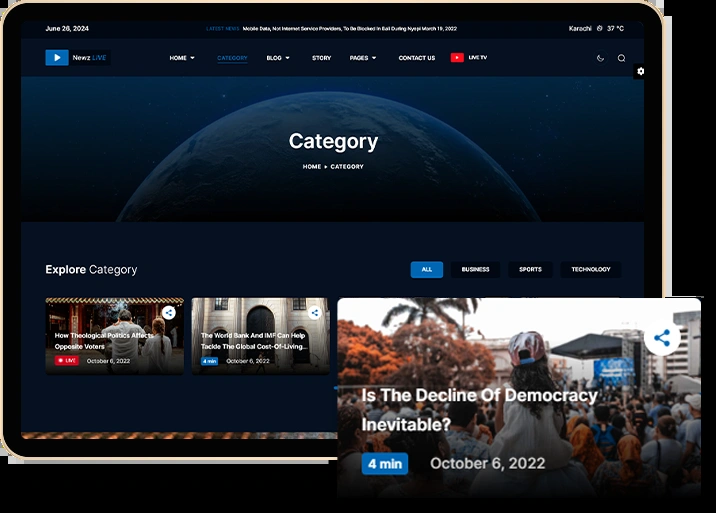 June 26, 2024
LATEST NEWS Mobile Data, Not Internet Service Providers, To Be Blocked In Bali During Nyepi March 19, 2022
Karachi 37 °C
Newz LIVE
HOME CATEGORY BLOG STORY PAGES CONTACT US LIVE TV
Category
HOME CATEGORY
Explore Category
ALL BUSINESS SPORTS TECHNOLOGY
How Theological Politics Affects
Opposite Voters
LIVE October 6, 2022
The World Bank And IMF Can Help
Tackle The Global Cost-Of-Living...
4 min October 6, 2022
Is The Decline Of Democracy
Inevitable?
4 min October 6, 2022